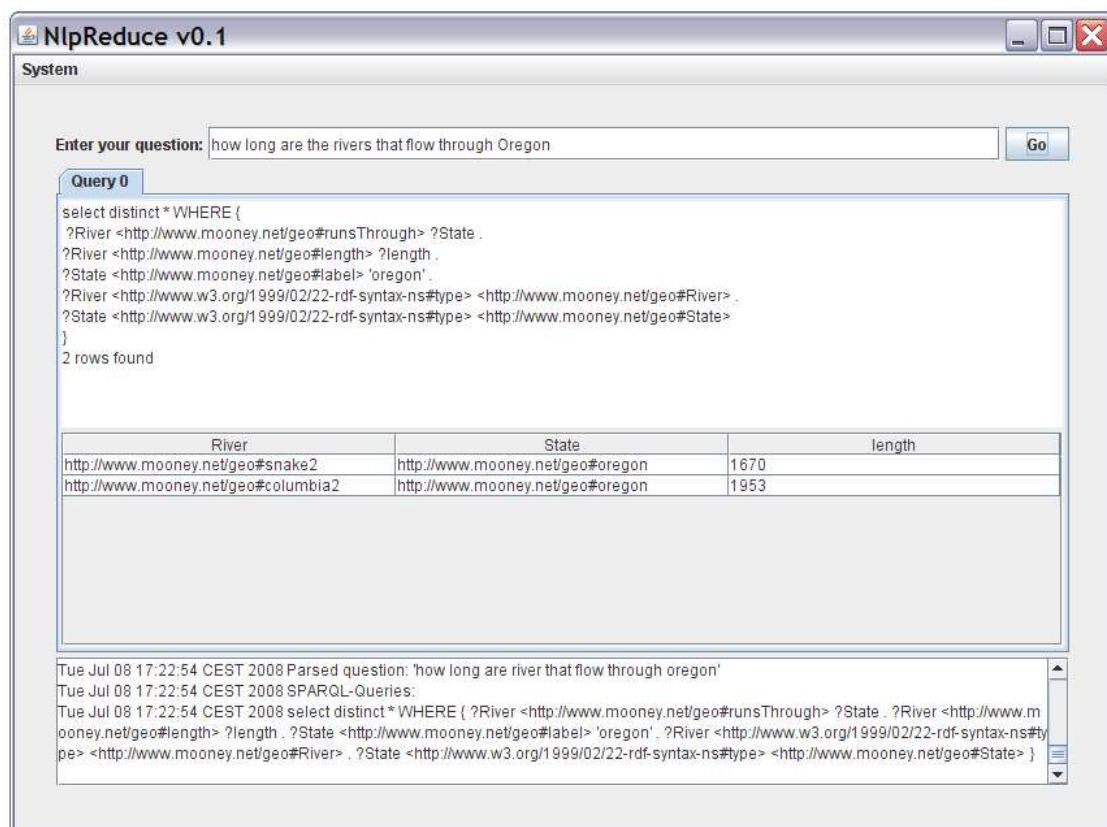 NlpReduce v0.1
System
Enter your question: how long are the rivers that flow through Oregon Go
Query 0
select distinct * WHERE {
?River <http://www.mooney.net/geo#runsThrough> ?State .
?River <http://www.mooney.net/geo#length> ?length .
?State <http://www.mooney.net/geo#label> 'oregon' .
?River <http://www.w3.org/1999/02/22-rdf-syntax-ns#type> <http://www.mooney.net/geo#River> .
?State <http://www.w3.org/1999/02/22-rdf-syntax-ns#type> <http://www.mooney.net/geo#State>
}
2 rows found
River State length
http://www.mooney.net/geo#snake2 http://www.mooney.net/geo#oregon 1670
http://www.mooney.net/geo#columbia2 http://www.mooney.net/geo#oregon 1953
Tue Jul 08 17:22:54 CEST 2008 Parsed question: 'how long are river that flow through oregon'
Tue Jul 08 17:22:54 CEST 2008 SPARQL-Queries:
Tue Jul 08 17:22:54 CEST 2008 select distinct * WHERE { ?River <http://www.mooney.net/geo#runsThrough> ?State . ?River <http://www.m
ooney.net/geo#length> ?length . ?State <http://www.mooney.net/geo#label> 'oregon' . ?River <http://www.w3.org/1999/02/22-rdf-syntax-ns#ty
pe> <http://www.mooney.net/geo#River> . ?State <http://www.w3.org/1999/02/22-rdf-syntax-ns#type> <http://www.mooney.net/geo#State> }